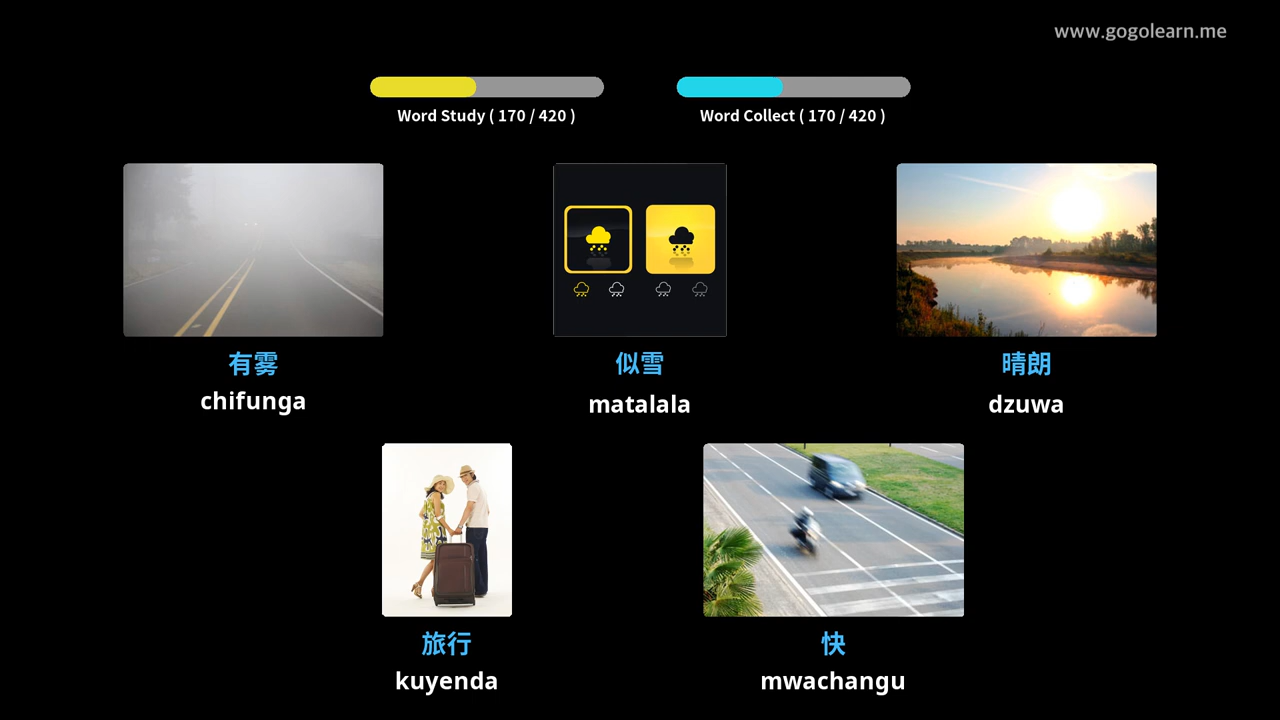 www.gogolearn.me
Word Study ( 170 / 420 )
Word Collect ( 170 / 420 )
有雾
chifunga
似雪
matalala
晴朗
dzuwa
旅行
kuyenda
快
mwachangu